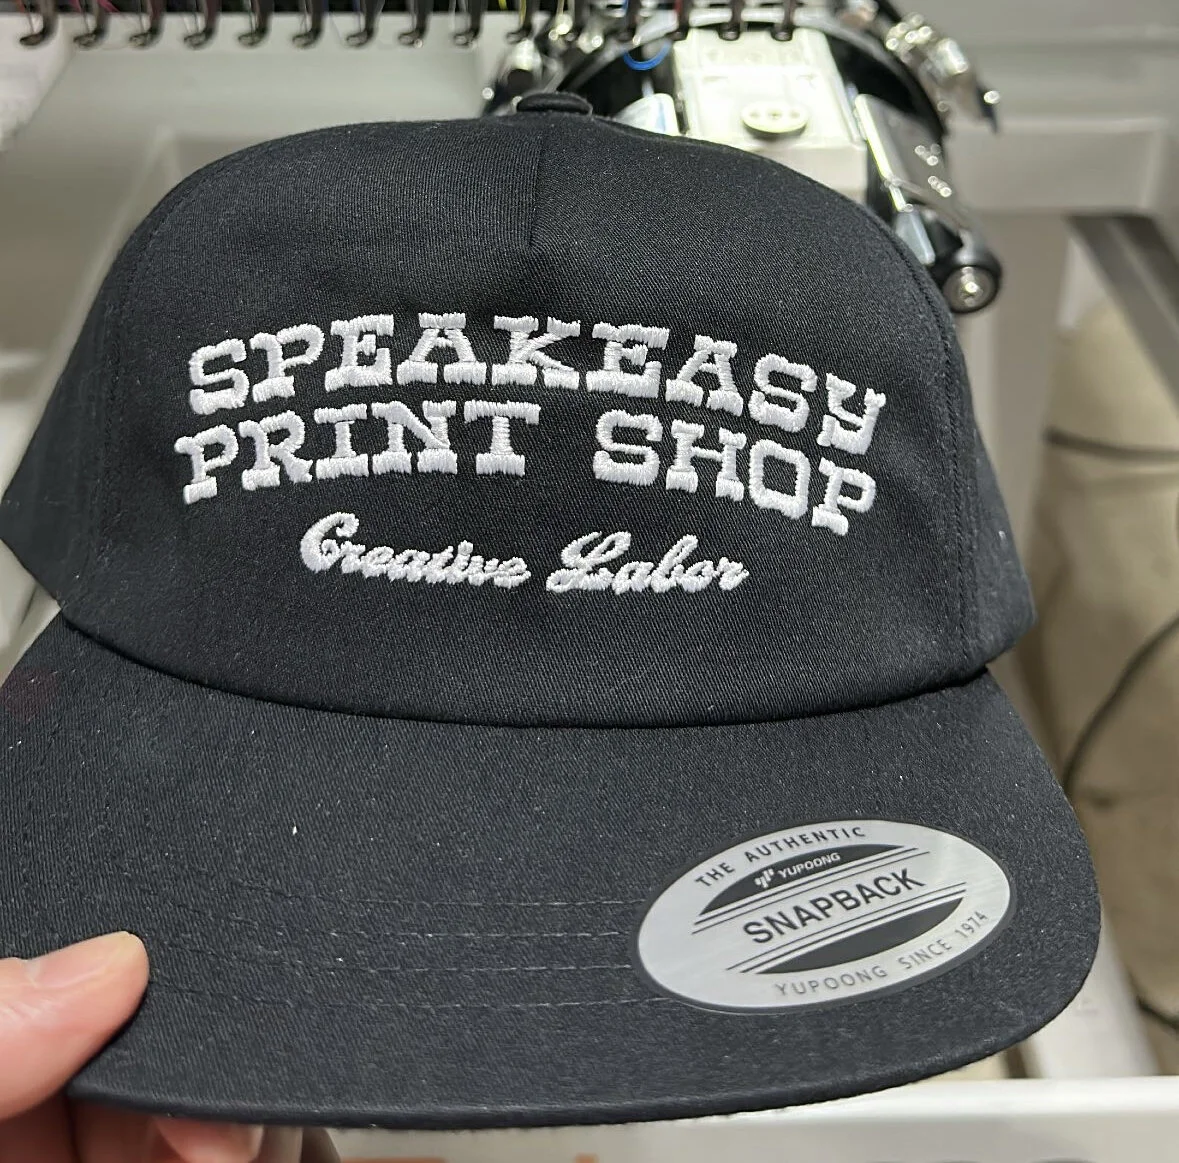 SPEAKEASY
PRINT SHOP
Creative Labor
THE AUTHENTIC
YUPOONG
SNAPBACK
YUPOONG SINCE 1974